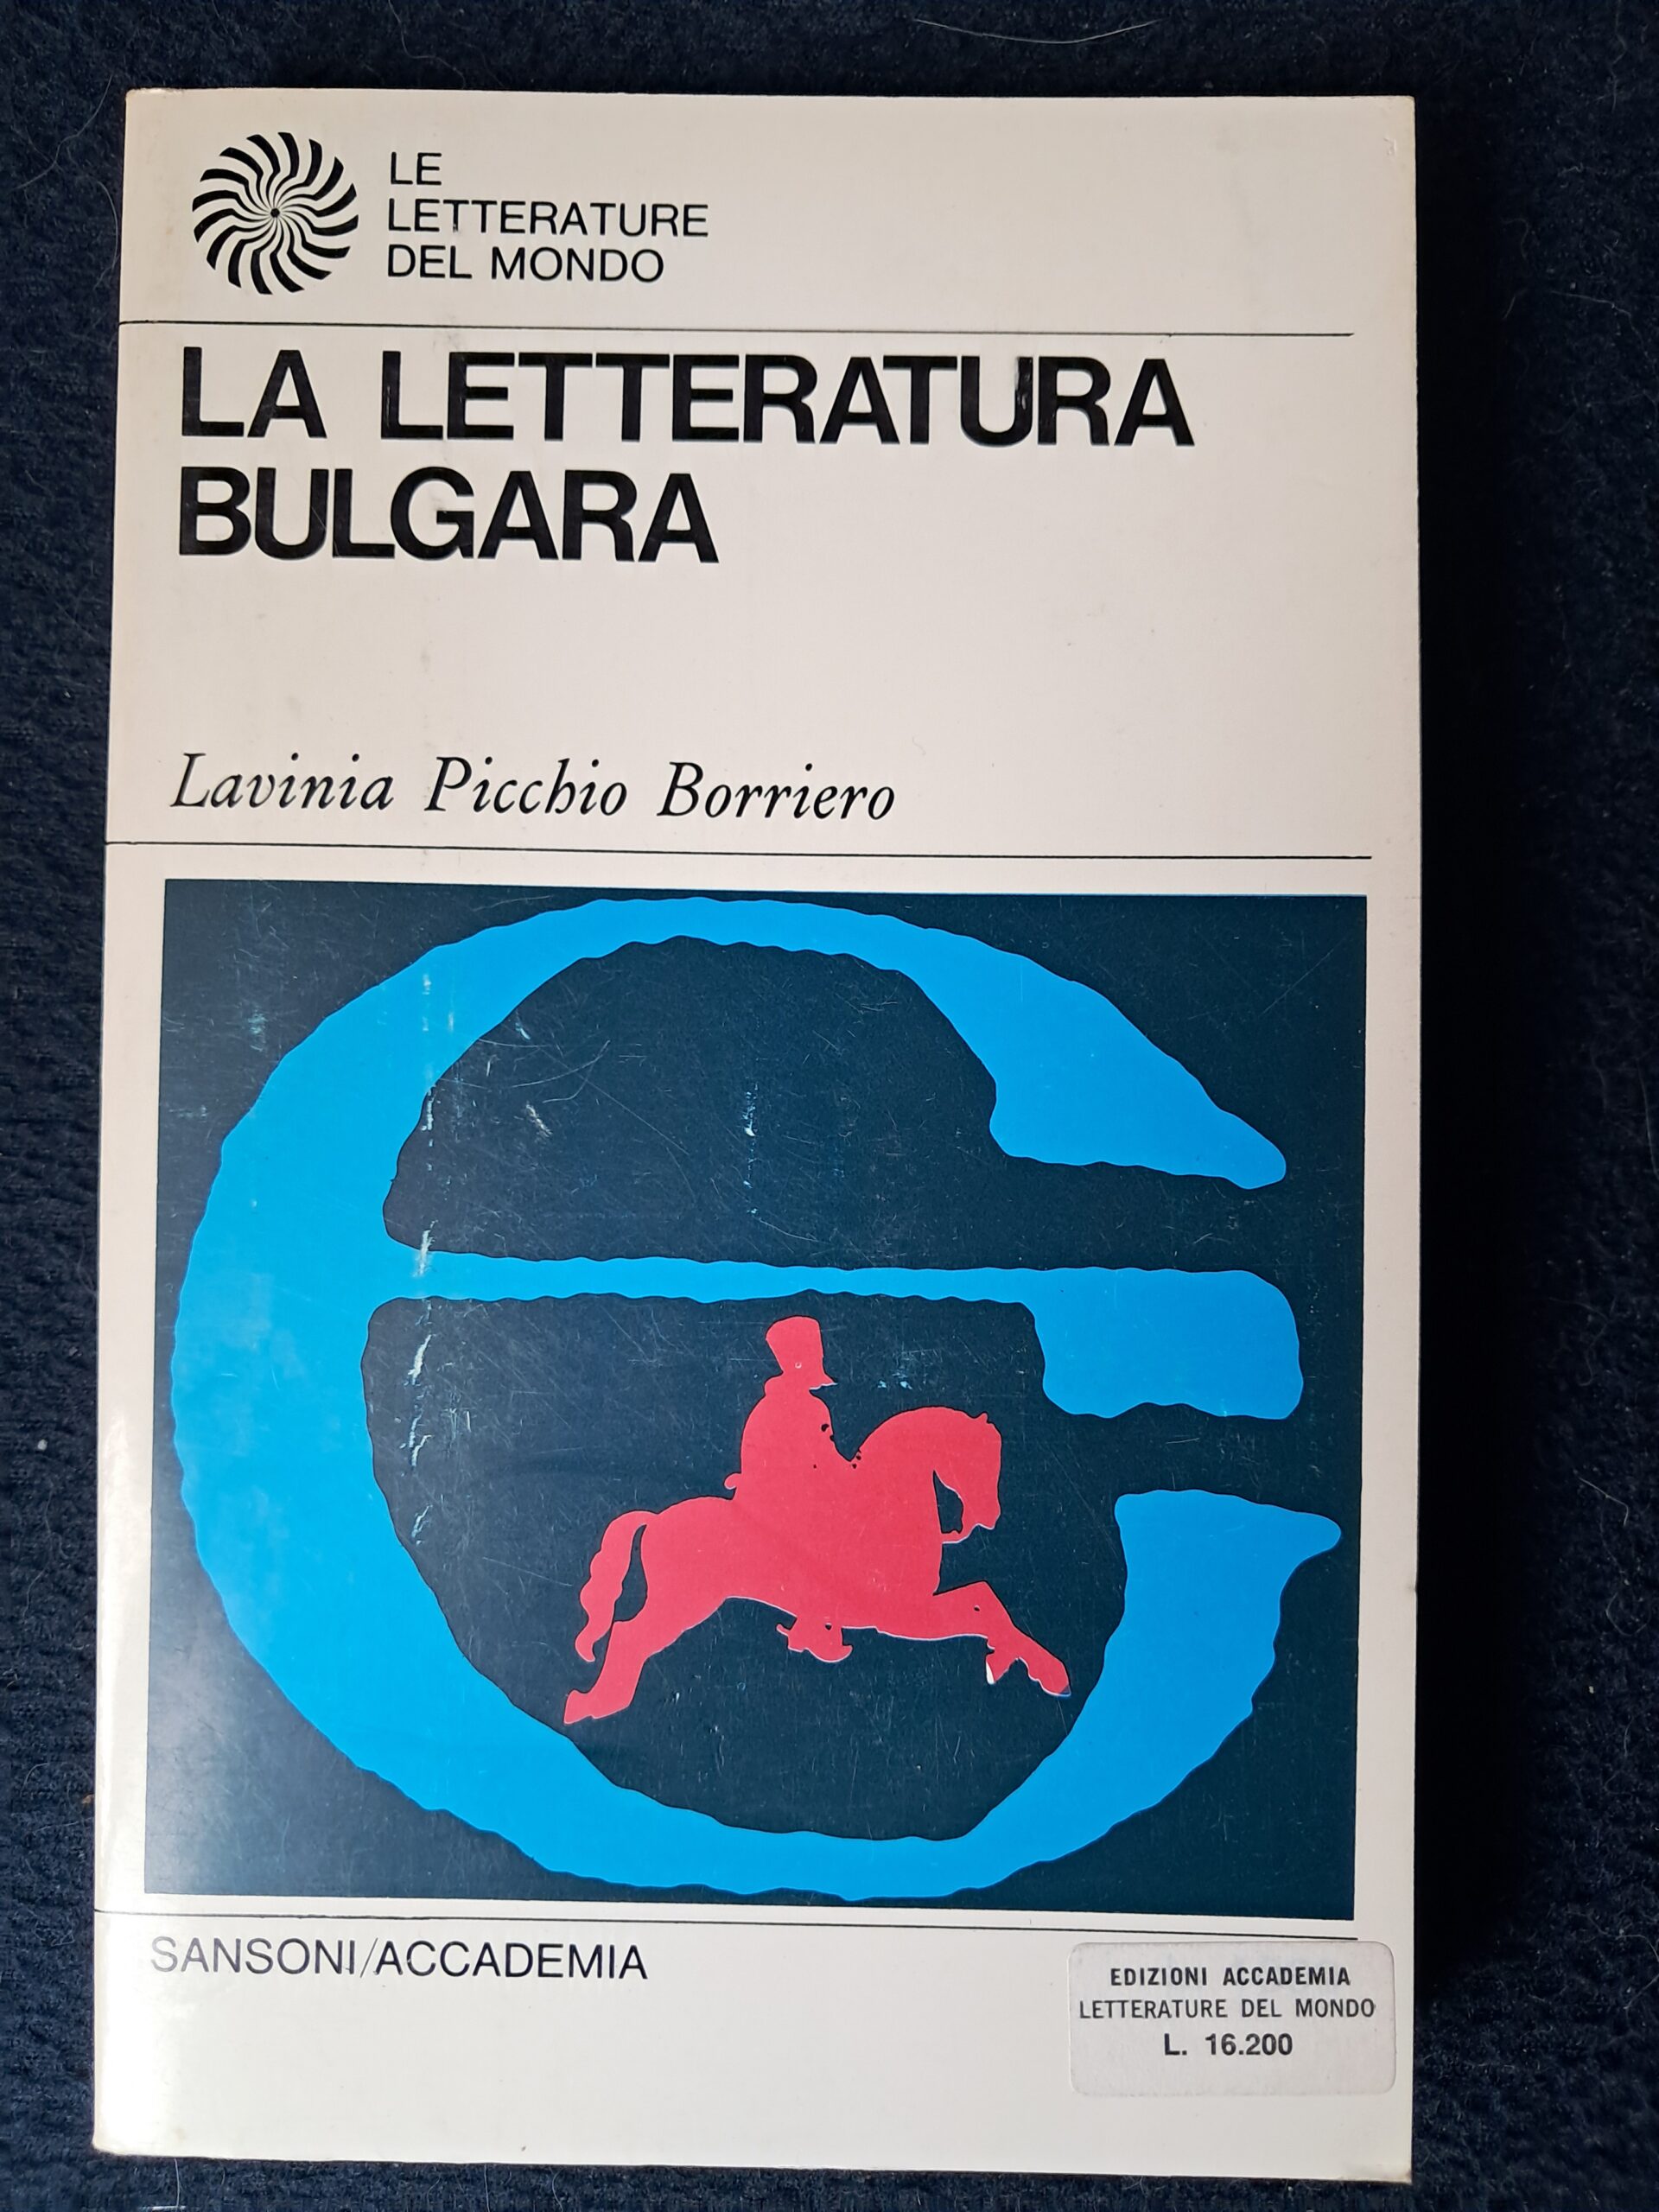 LE
LETTERATURE
DEL MONDO
LA LETTERATURA
BULGARA
Lavinia Picchio Borriero
Є
SANSONI/ACCADEMIA
EDIZIONI ACCADEMIA
LETTERATURE DEL MONDO
L. 16.200